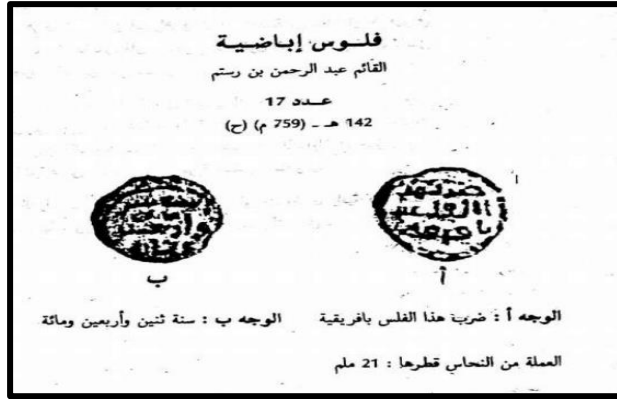 فلوس إباضية
القائم عبد الرحمن بن رستم
عـدد 17
142 هـ - (759 م) (ح)
أ
ب
الوجه أ : ضرب هذا الفلس بافريقية
الوجه ب : سنة ثنين وأربعين ومائة
العملة من النحاس قطرها : 21 ملم